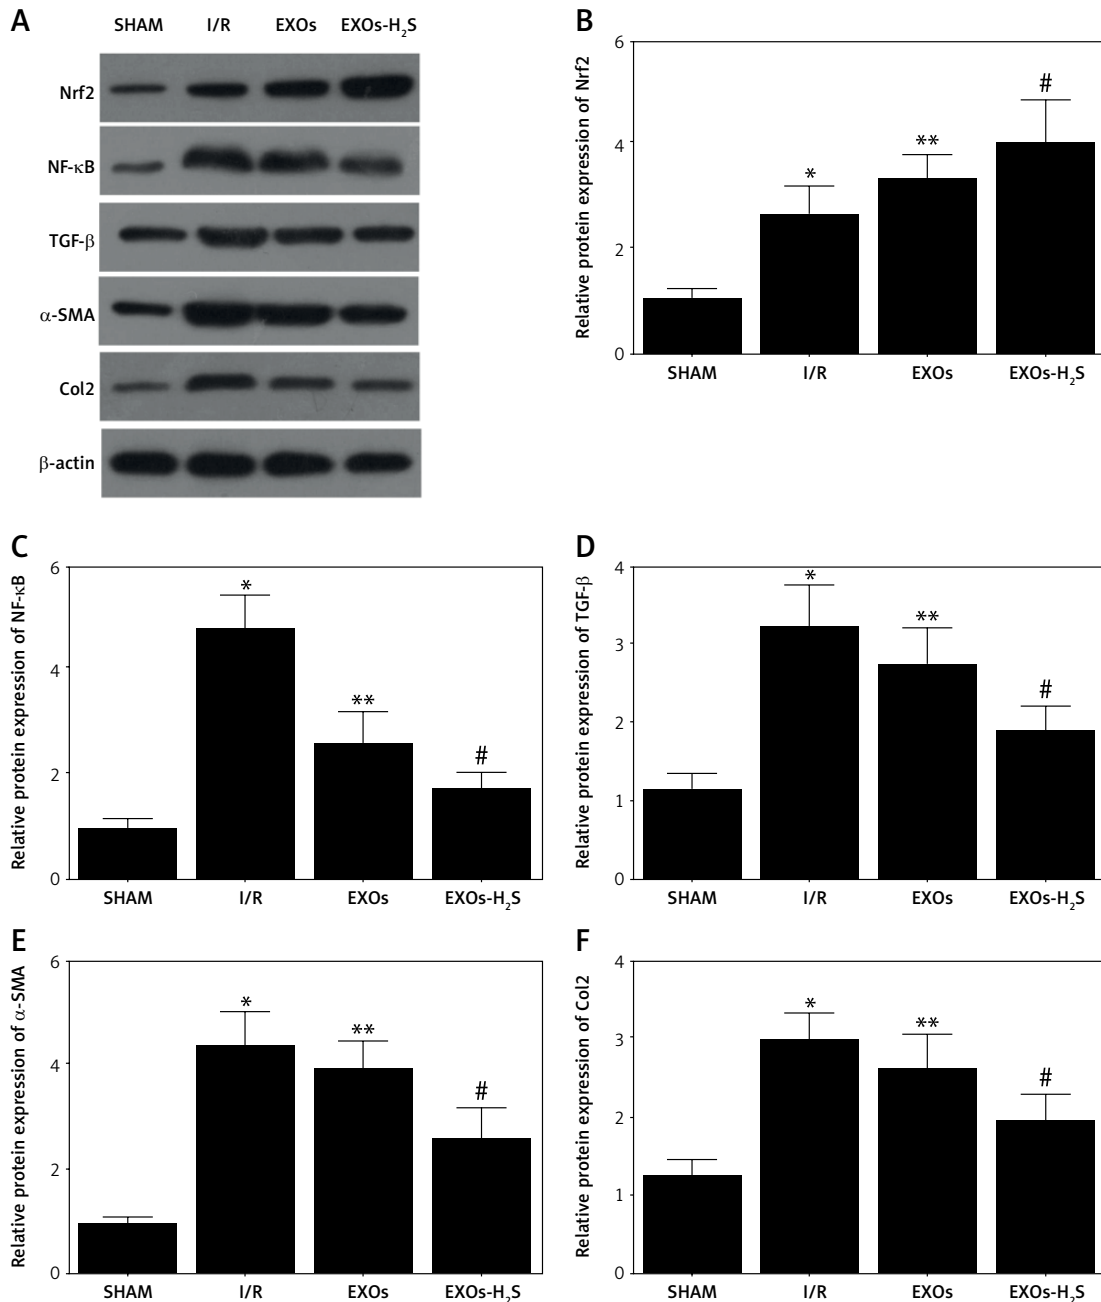 A
SHAM I/R EXOs EXOs-H₂S
Nrf2
NF-κB
TGF-β
α-SMA
Col2
β-actin
B
Relative protein expression of Nrf2
6
4
2
0
*
**
#
SHAM I/R EXOs EXOs-H₂S
C
Relative protein expression of NF-κB
6
4
2
0
*
**
#
SHAM I/R EXOs EXOs-H₂S
D
Relative protein expression of TGF-β
4
3
2
1
0
*
**
#
SHAM I/R EXOs EXOs-H₂S
E
Relative protein expression of α-SMA
6
4
2
0
*
**
#
SHAM I/R EXOs EXOs-H₂S
F
Relative protein expression of Col2
4
3
2
1
0
*
**
#
SHAM I/R EXOs EXOs-H₂S